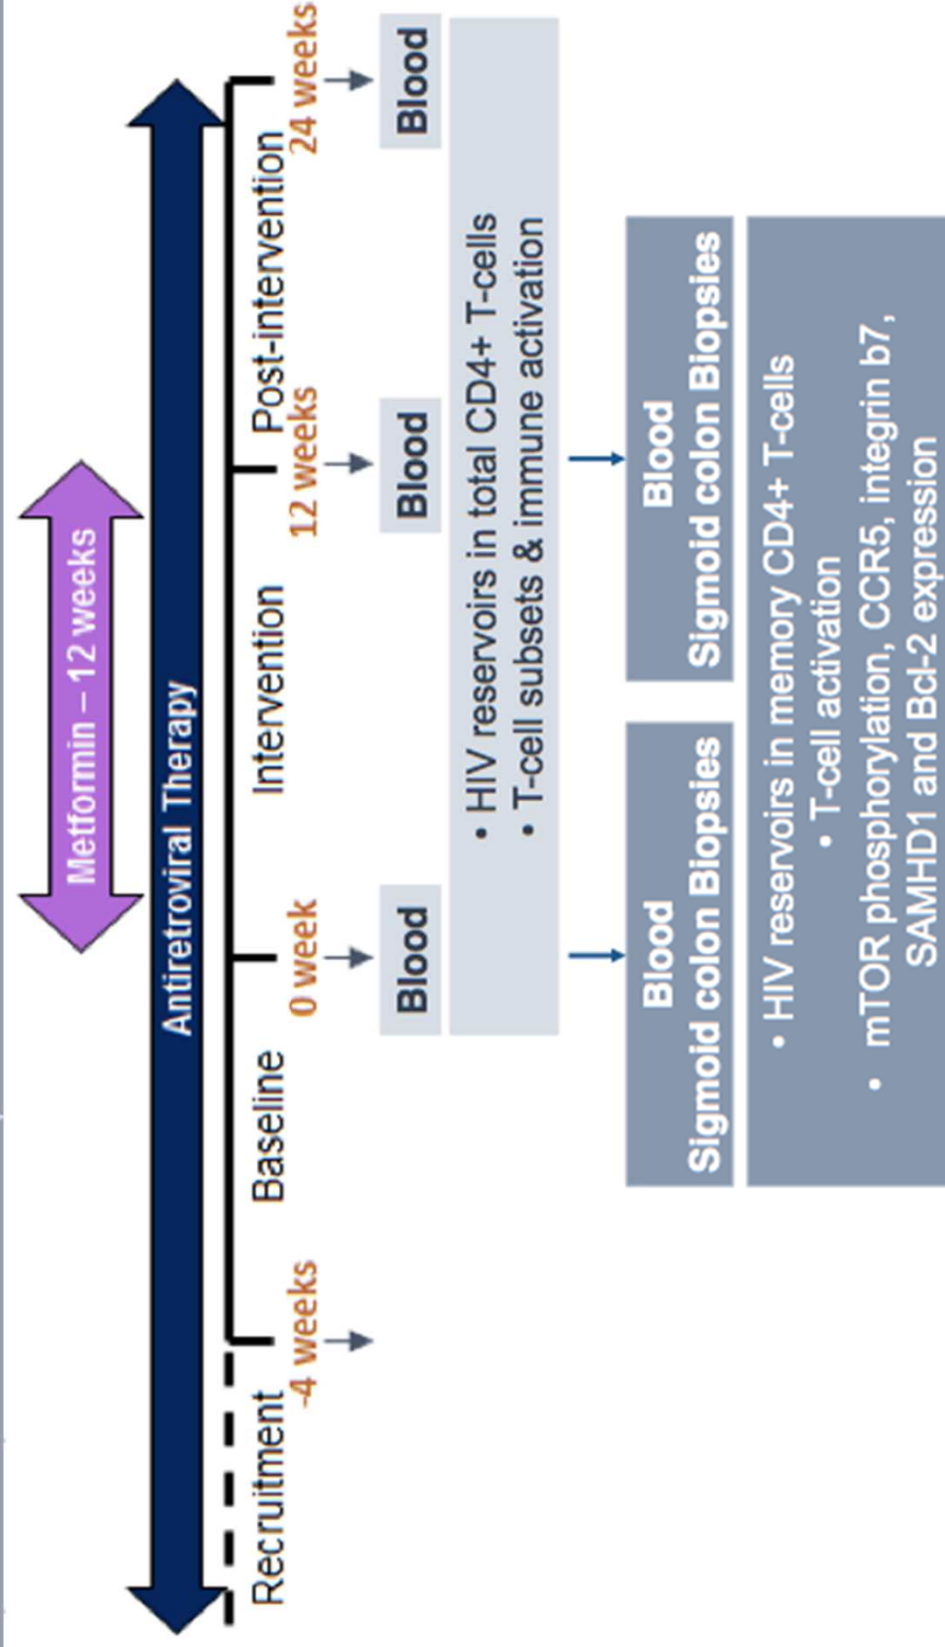 Metformin – 12 weeks
Antiretroviral Therapy
Recruitment
Baseline
Intervention
Post-intervention
-4 weeks
0 week
12 weeks
24 weeks
Blood
Blood
Blood
• HIV reservoirs in total CD4+ T-cells
• T-cell subsets & immune activation
Blood
Sigmoid colon Biopsies
Blood
Sigmoid colon Biopsies
• HIV reservoirs in memory CD4+ T-cells
• T-cell activation
• mTOR phosphorylation, CCR5, integrin b7,
SAMHD1 and Bcl-2 expression